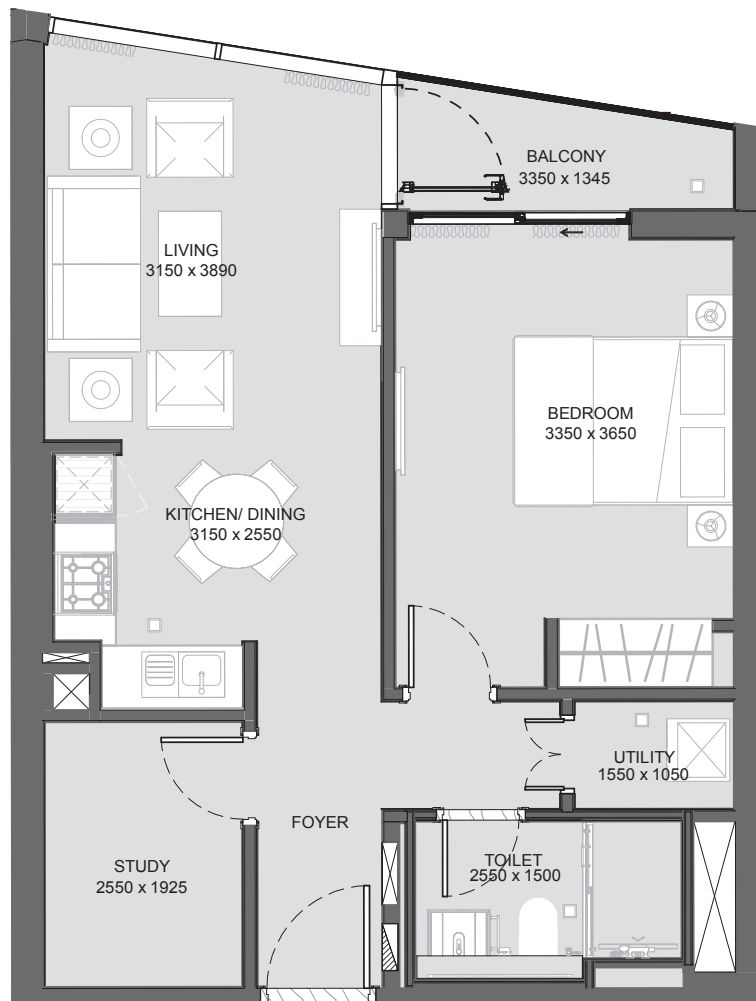 BALCONY
3350 x 1345
LIVING
3150 x 3890
BEDROOM
3350 x 3650
KITCHEN/ DINING
3150 x 2550
UTILITY
1550 x 1050
FOYER
TOILET
2550 x 1500
STUDY
2550 x 1925